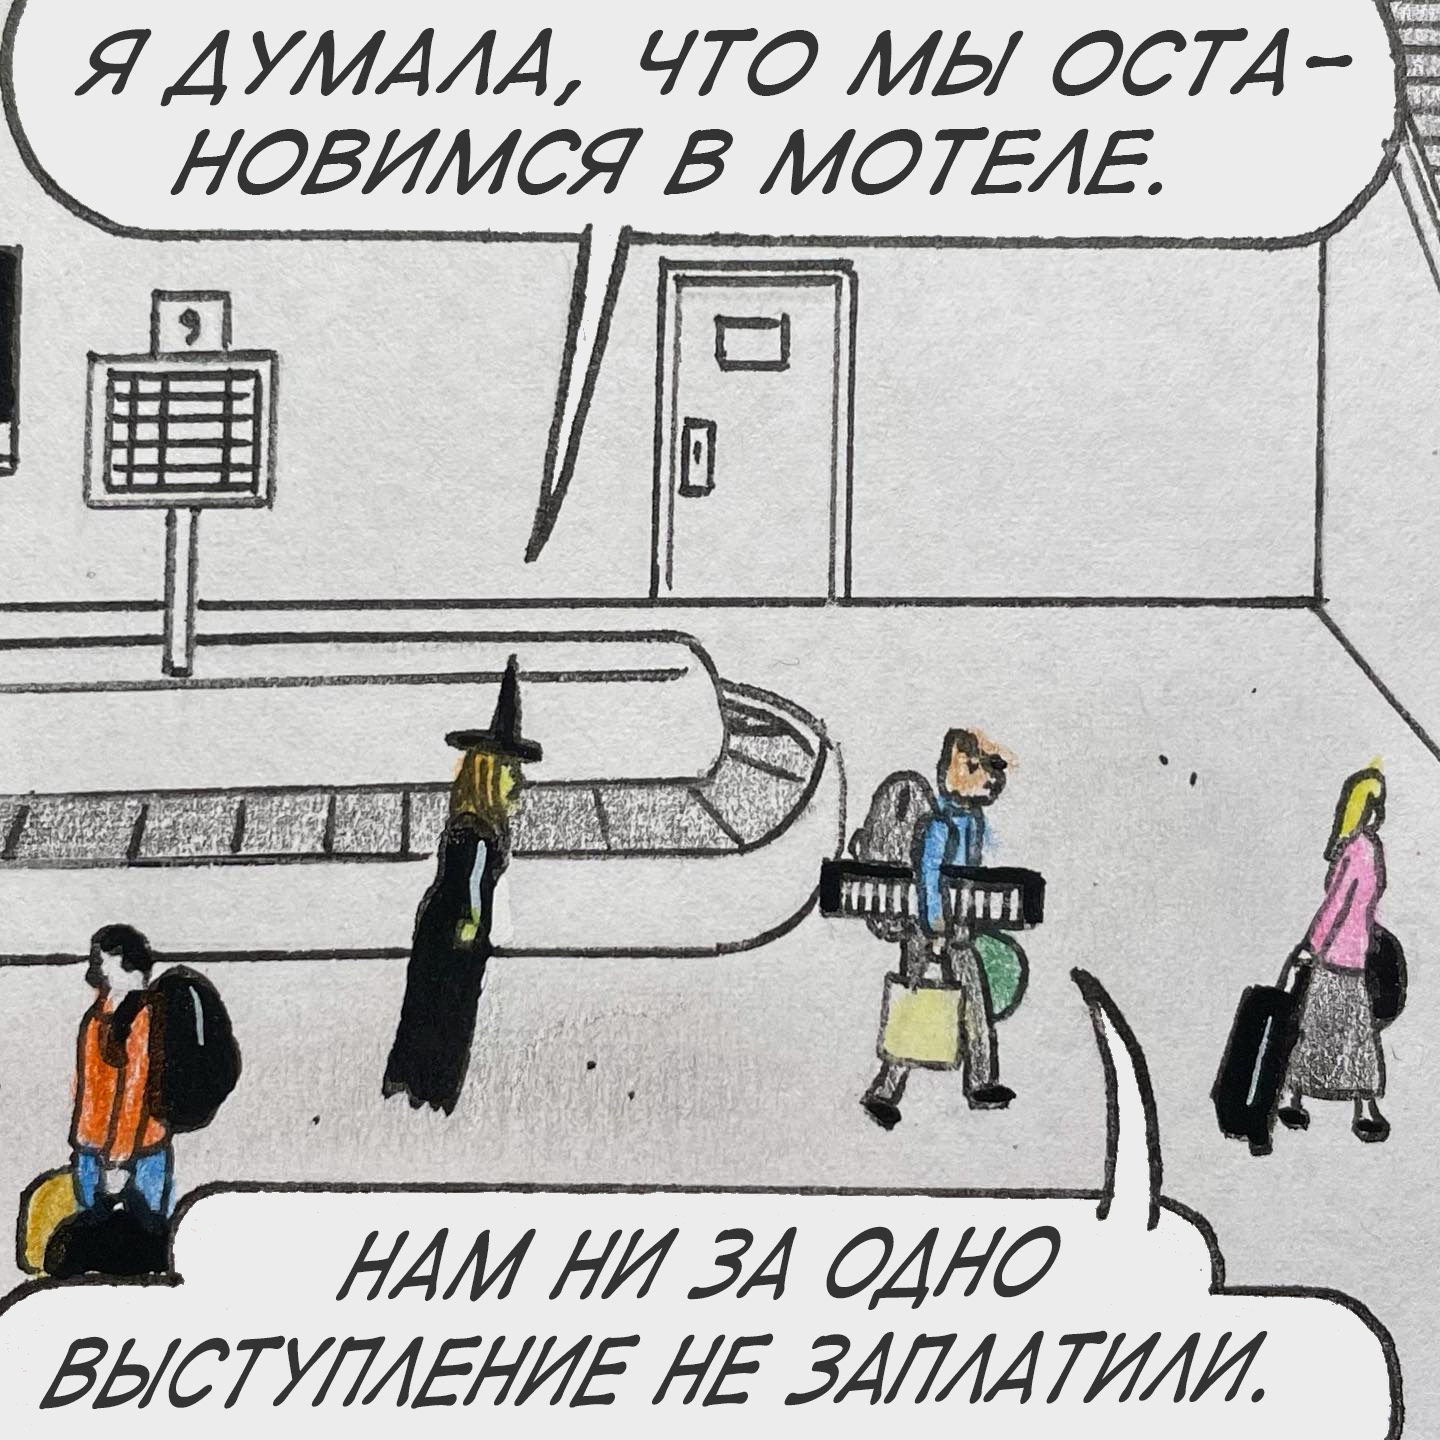 Я ДУМАЛА, ЧТО МЫ ОСТА-
НОВИМСЯ В МОТЕЛЕ.
НАМ НИ ЗА ОДНО
ВЫСТУПЛЕНИЕ НЕ ЗАПЛАТИЛИ.